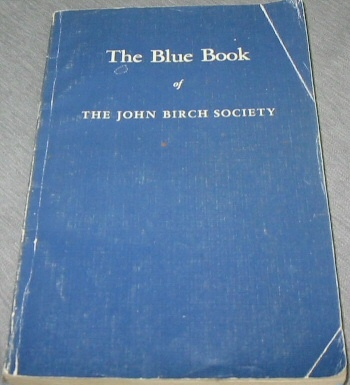 The Blue Book
of
THE JOHN BIRCH SOCIETY